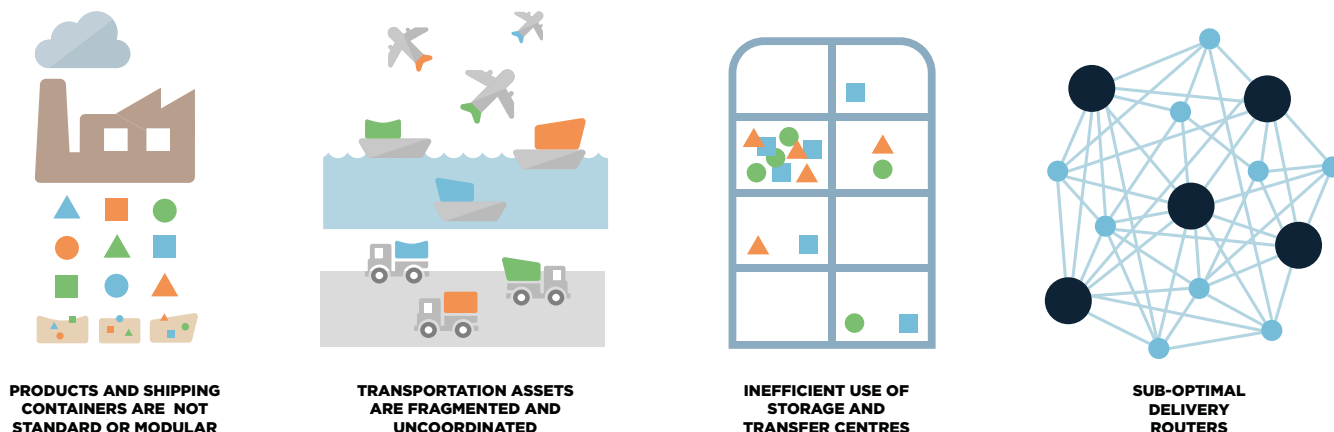 PRODUCTS AND SHIPPING
CONTAINERS ARE NOT
STANDARD OR MODULAR
TRANSPORTATION ASSETS
ARE FRAGMENTED AND
UNCOORDINATED
INEFFICIENT USE OF
STORAGE AND
TRANSFER CENTRES
SUB-OPTIMAL
DELIVERY
ROUTERS